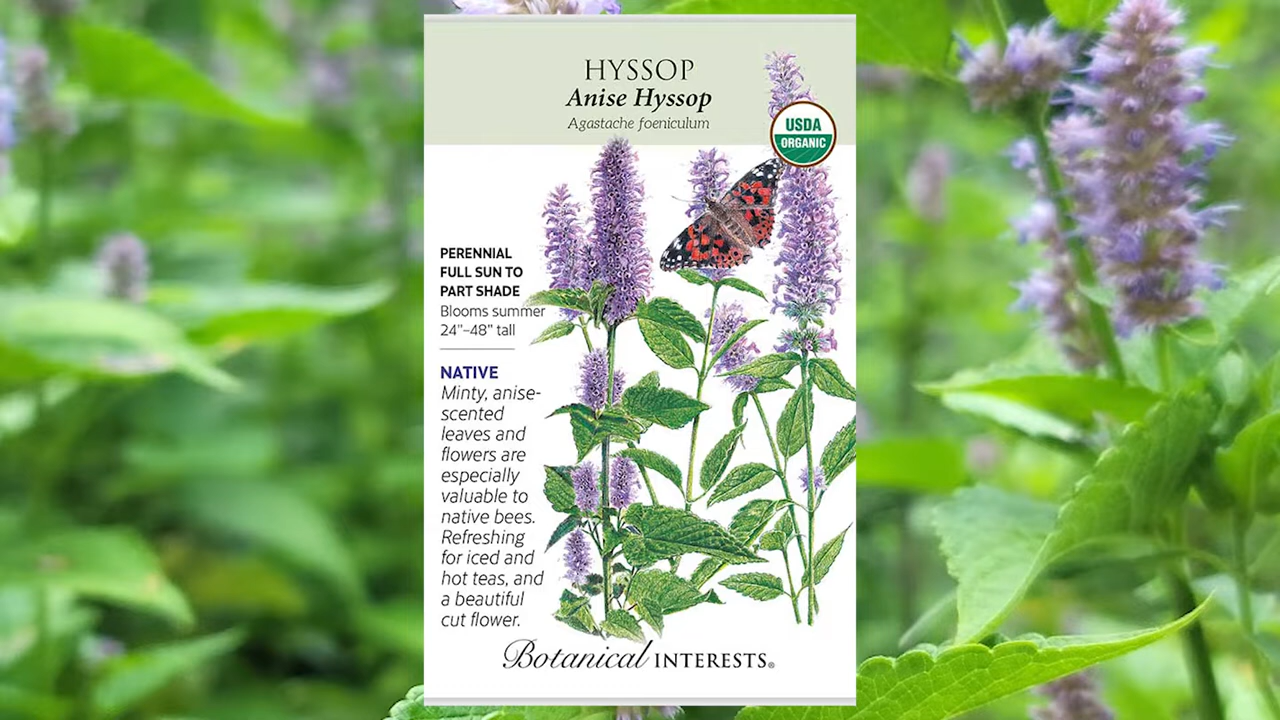 HYSSOP
Anise Hyssop
Agastache foeniculum
USDA
ORGANIC
PERENNIAL
FULL SUN TO
PART SHADE
Blooms summer
24"–48" tall
NATIVE
Minty, anise-
scented
leaves and
flowers are
especially
valuable to
native bees.
Refreshing
for iced and
hot teas, and
a beautiful
cut flower.
Botanical INTERESTS®